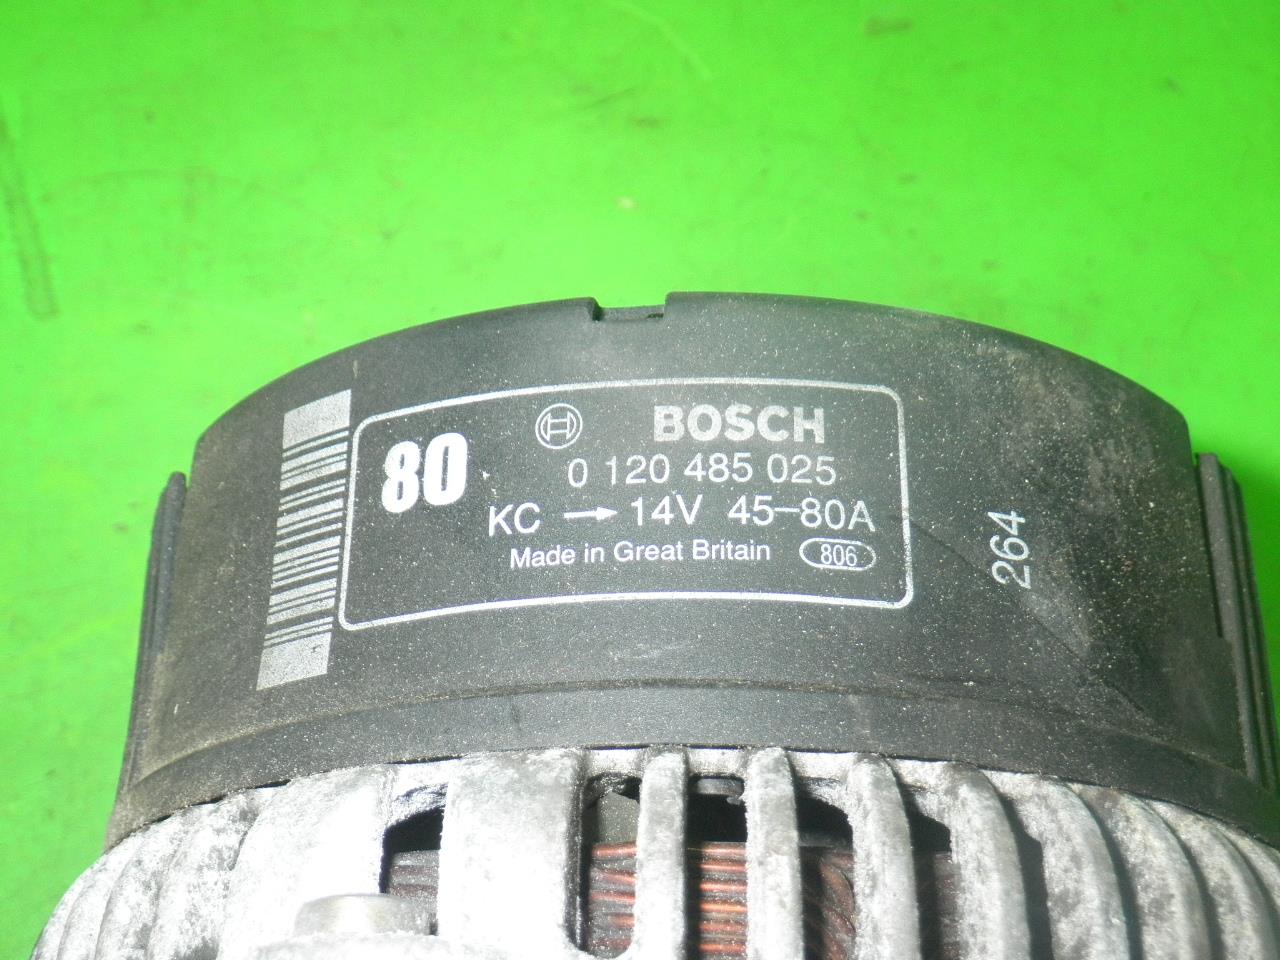 80
BOSCH
0 120 485 025
KC → 14V 45-80A
Made in Great Britain 806
264